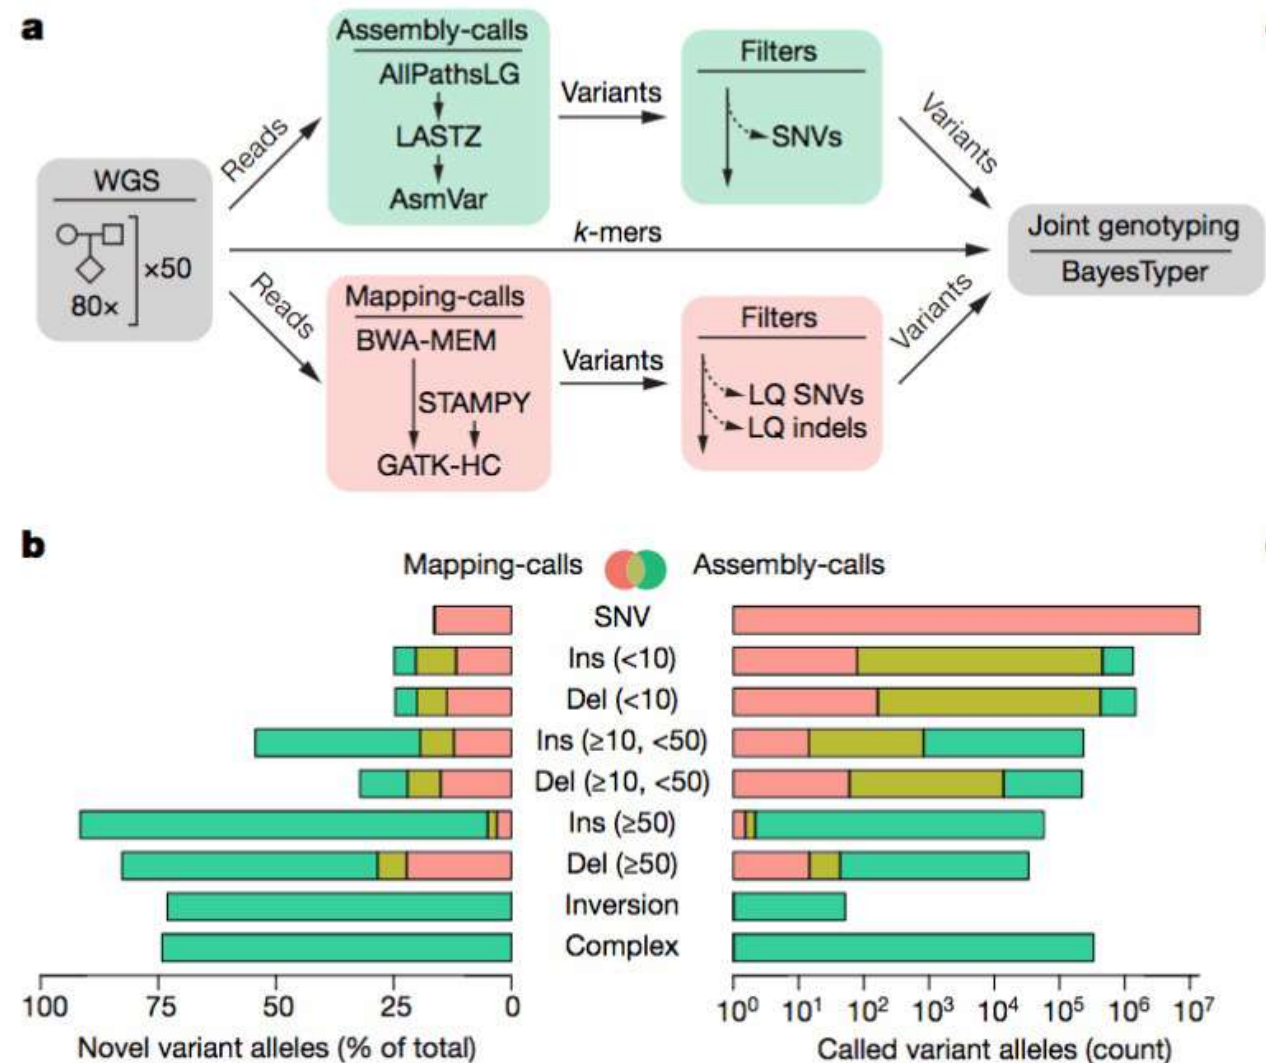 a
Assembly-calls
AllPathsLG
LASTZ
AsmVar
Variants
Filters
SNVs
Variants
Reads
WGS
×50
80×
k-mers
Joint genotyping
BayesTyper
Reads
Mapping-calls
BWA-MEM
STAMPY
GATK-HC
Variants
Filters
LQ SNVs
LQ indels
Variants
b
Mapping-calls Assembly-calls
SNV
Ins (<10)
Del (<10)
Ins (≥10, <50)
Del (≥10, <50)
Ins (≥50)
Del (≥50)
Inversion
Complex
100 75 50 25 0
Novel variant alleles (% of total)
10⁰ 10¹ 10² 10³ 10⁴ 10⁵ 10⁶ 10⁷
Called variant alleles (count)